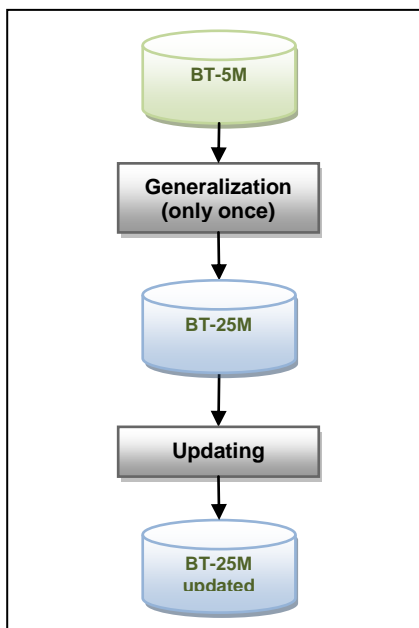 BT-5M
Generalization
(only once)
BT-25M
Updating
BT-25M
updated